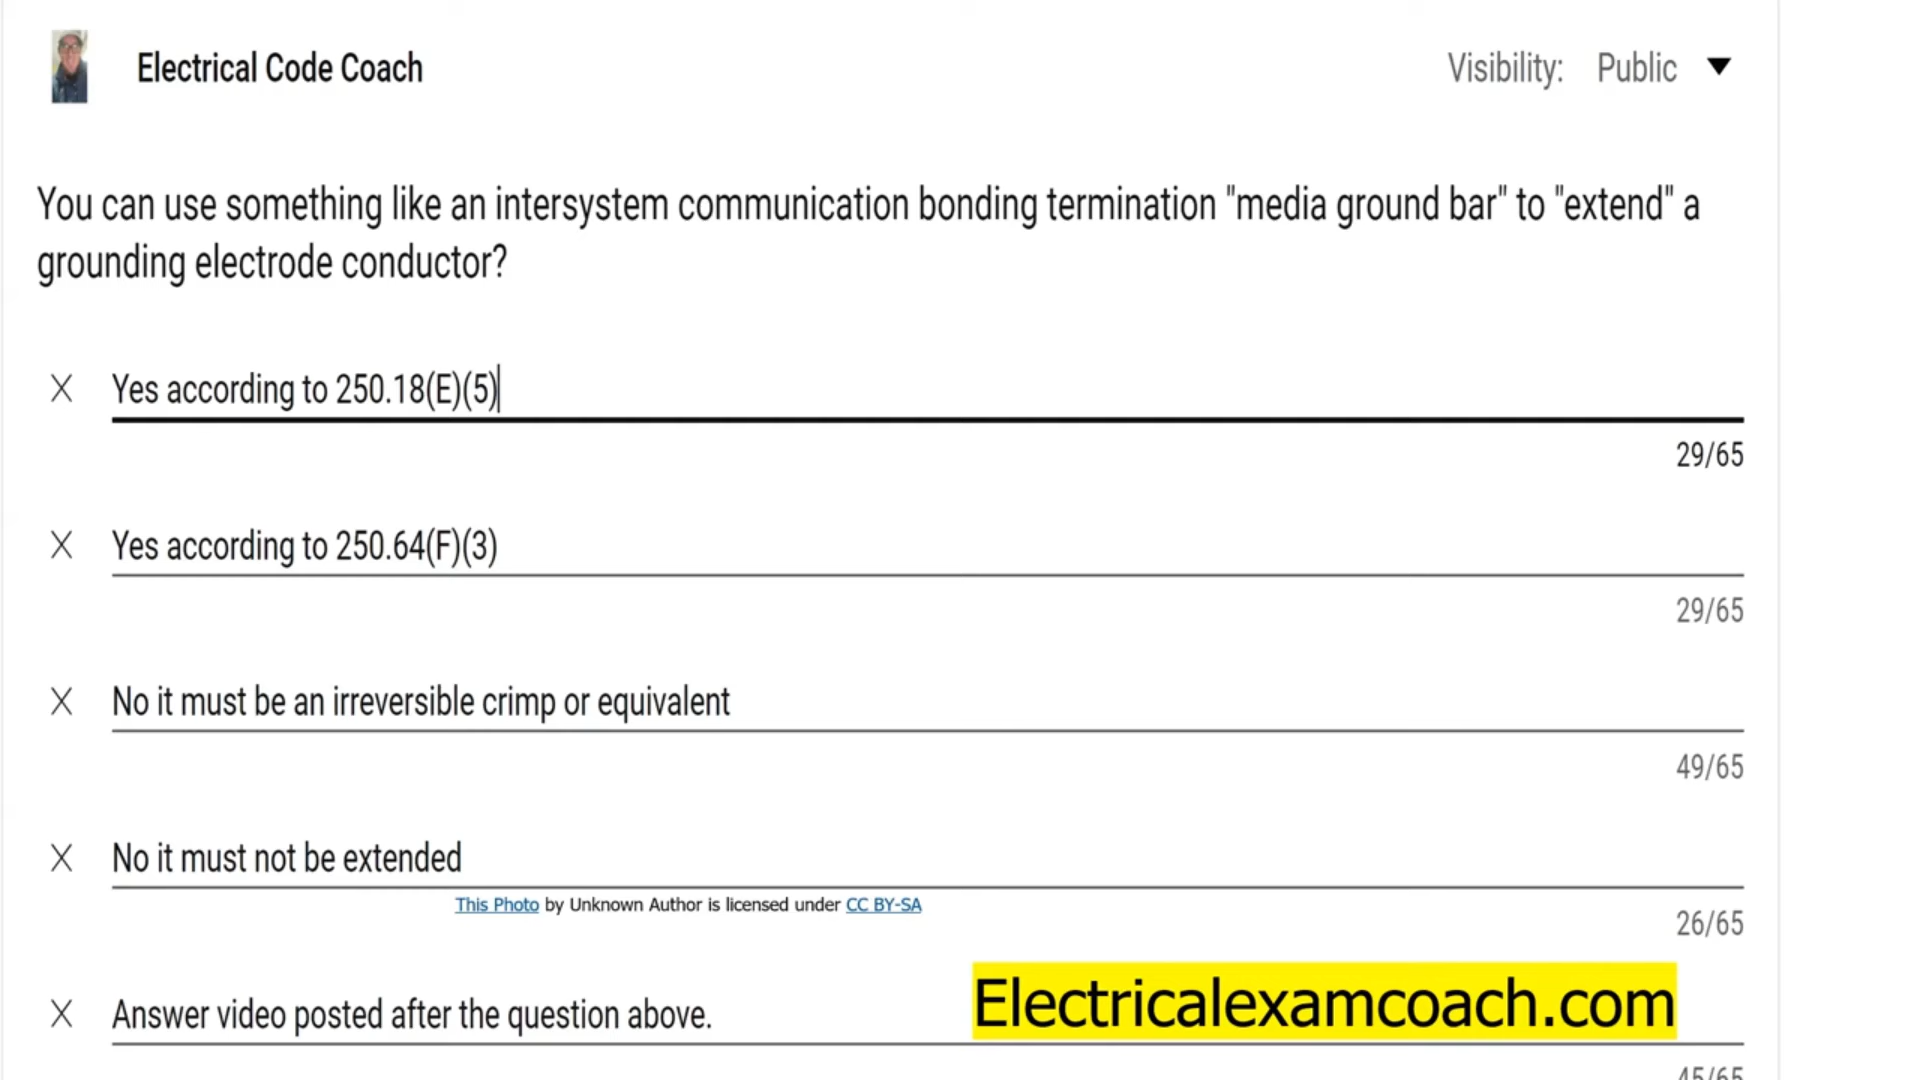 Electrical Code Coach
Visibility: Public
You can use something like an intersystem communication bonding termination "media ground bar" to "extend" a
grounding electrode conductor?
X Yes according to 250.18(E)(5)
29/65
X Yes according to 250.64(F)(3)
29/65
X No it must be an irreversible crimp or equivalent
49/65
X No it must not be extended
This Photo by Unknown Author is licensed under CC BY-SA
26/65
X Answer video posted after the question above.
Electricalexamcoach.com
45/65